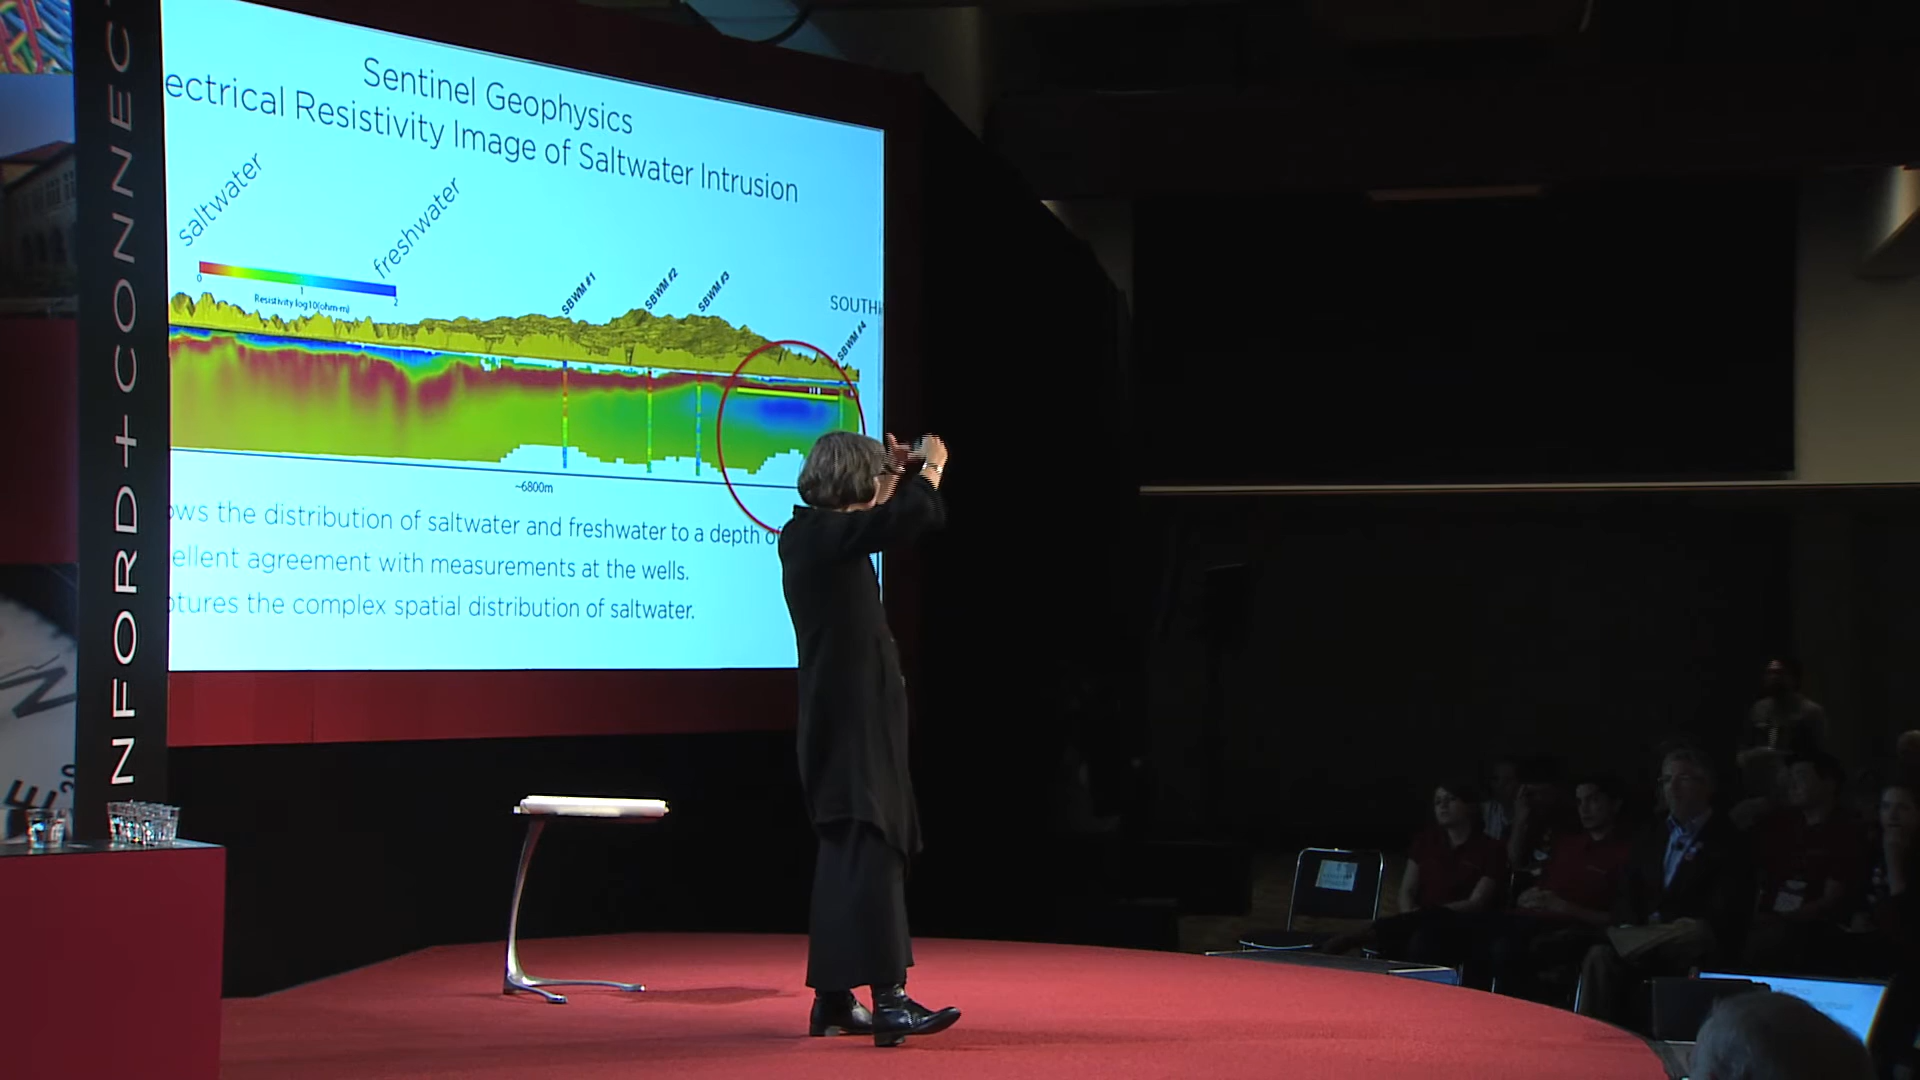 Sentinel Geophysics
ectrical Resistivity Image of Saltwater Intrusion
saltwater
freshwater
0
1
2
Resistivity log10(ohm-m)
SBWM #1
SBWM #2
SBWM #3
SOUTH
SBWM #4
~6800m
ows the distribution of saltwater and freshwater to a depth of
ellent agreement with measurements at the wells.
ptures the complex spatial distribution of saltwater.
NFORD+CONNECT